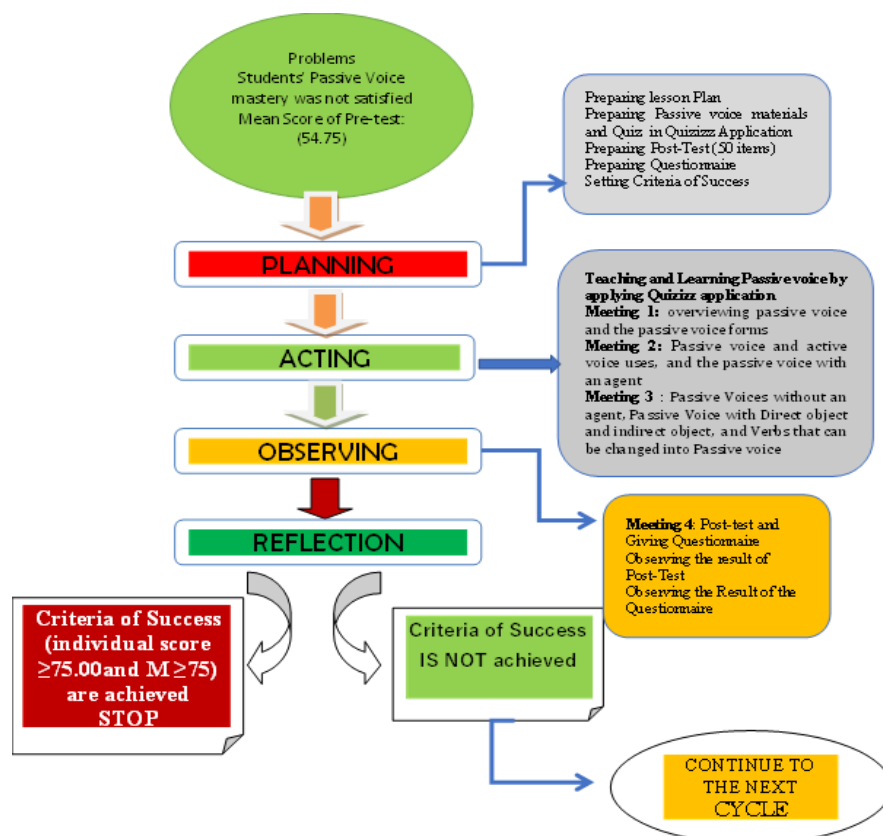 Problems
Students' Passive Voice
mastery was not satisfied
Mean Score of Pre-test:
(54.75)
Preparing lesson Plan
Preparing Passive voice materials
and Quiz in Quizizz Application
Preparing Post-Test (50 items)
Preparing Questionnaire
Setting Criteria of Success
PLANNING
Teaching and Learning Passive voice by
applying Quizizz application
Meeting 1: overviewing passive voice
and the passive voice forms
Meeting 2: Passive voice and active
voice uses, and the passive voice with
an agent
Meeting 3 : Passive Voices without an
agent, Passive Voice with Direct object
and indirect object, and Verbs that can
be changed into Passive voice
ACTING
OBSERVING
Meeting 4: Post-test and
Giving Questionnaire
Observing the result of
Post-Test
Observing the Result of the
Questionnaire
REFLECTION
Criteria of Success
(individual score
≥75.00 and M ≥75)
are achieved
STOP
Criteria of Success
IS NOT achieved
CONTINUE TO
THE NEXT
CYCLE